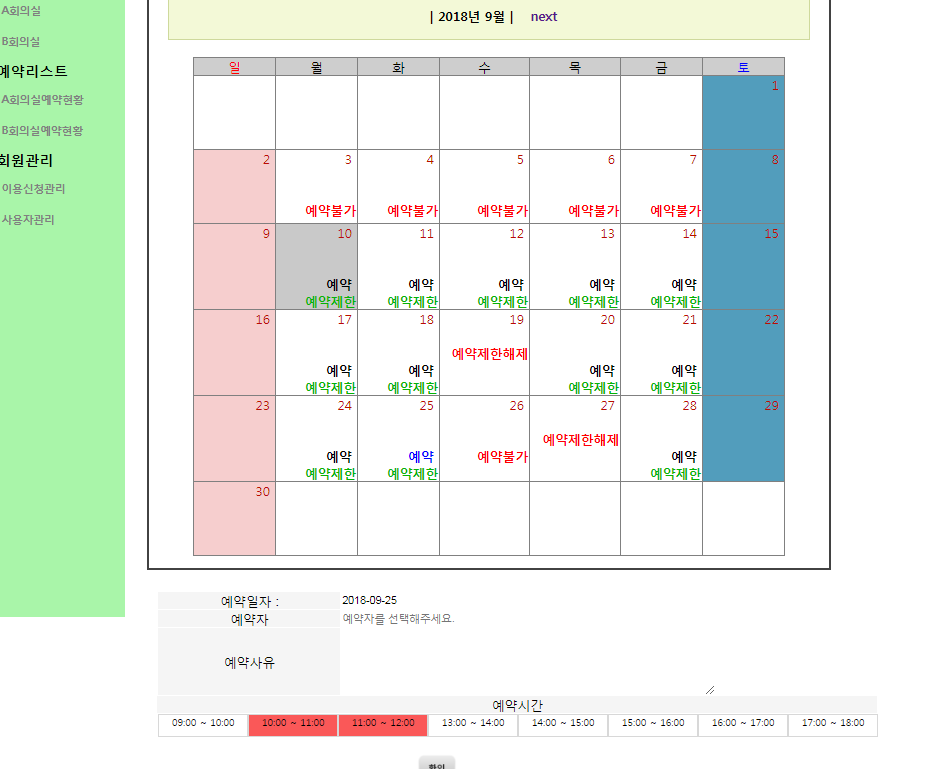 A회의실
B회의실
예약리스트
A회의실예약현황
B회의실예약현황
회원관리
이용신청관리
사용자관리
| 2018년 9월 | next
일 월 화 수 목 금 토
1
2 3 4 5 6 7 8
예약불가 예약불가 예약불가 예약불가 예약불가
9 10 11 12 13 14 15
예약 예약 예약 예약 예약
예약제한 예약제한 예약제한 예약제한 예약제한
16 17 18 19 20 21 22
예약제한해제
예약 예약 예약 예약
예약제한 예약제한 예약제한 예약제한
23 24 25 26 27 28 29
예약제한해제
예약 예약 예약불가 예약
예약제한 예약제한 예약제한
30
예약일자 : 2018-09-25
예약자 예약자를 선택해주세요.
예약사유
예약시간
09:00 ~ 10:00 10:00 ~ 11:00 11:00 ~ 12:00 13:00 ~ 14:00 14:00 ~ 15:00 15:00 ~ 16:00 16:00 ~ 17:00 17:00 ~ 18:00
확인